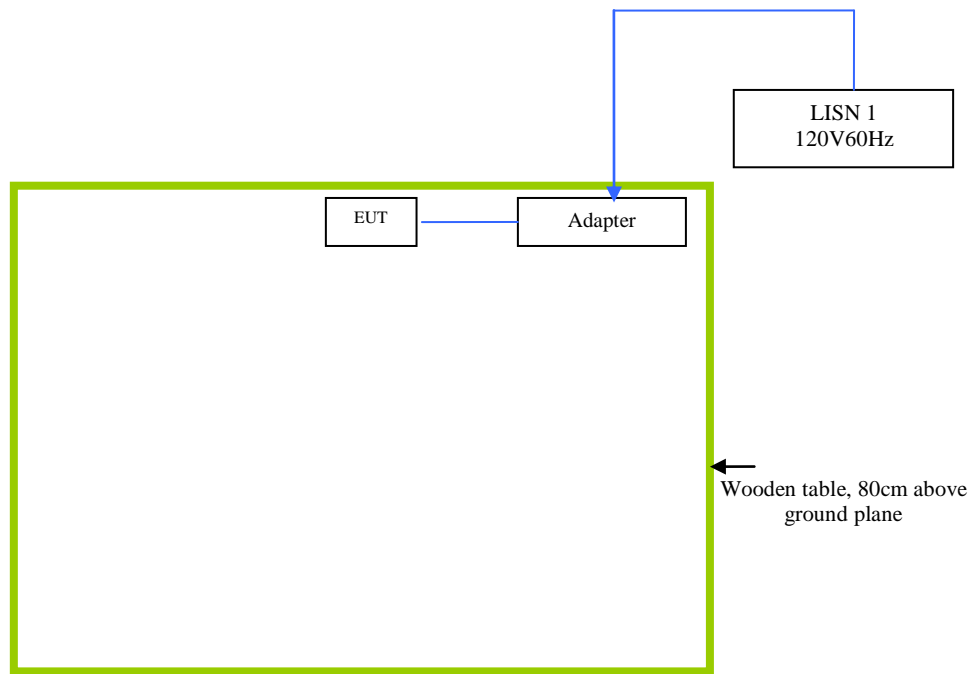 LISN 1
120V60Hz
EUT
Adapter
Wooden table, 80cm above
ground plane